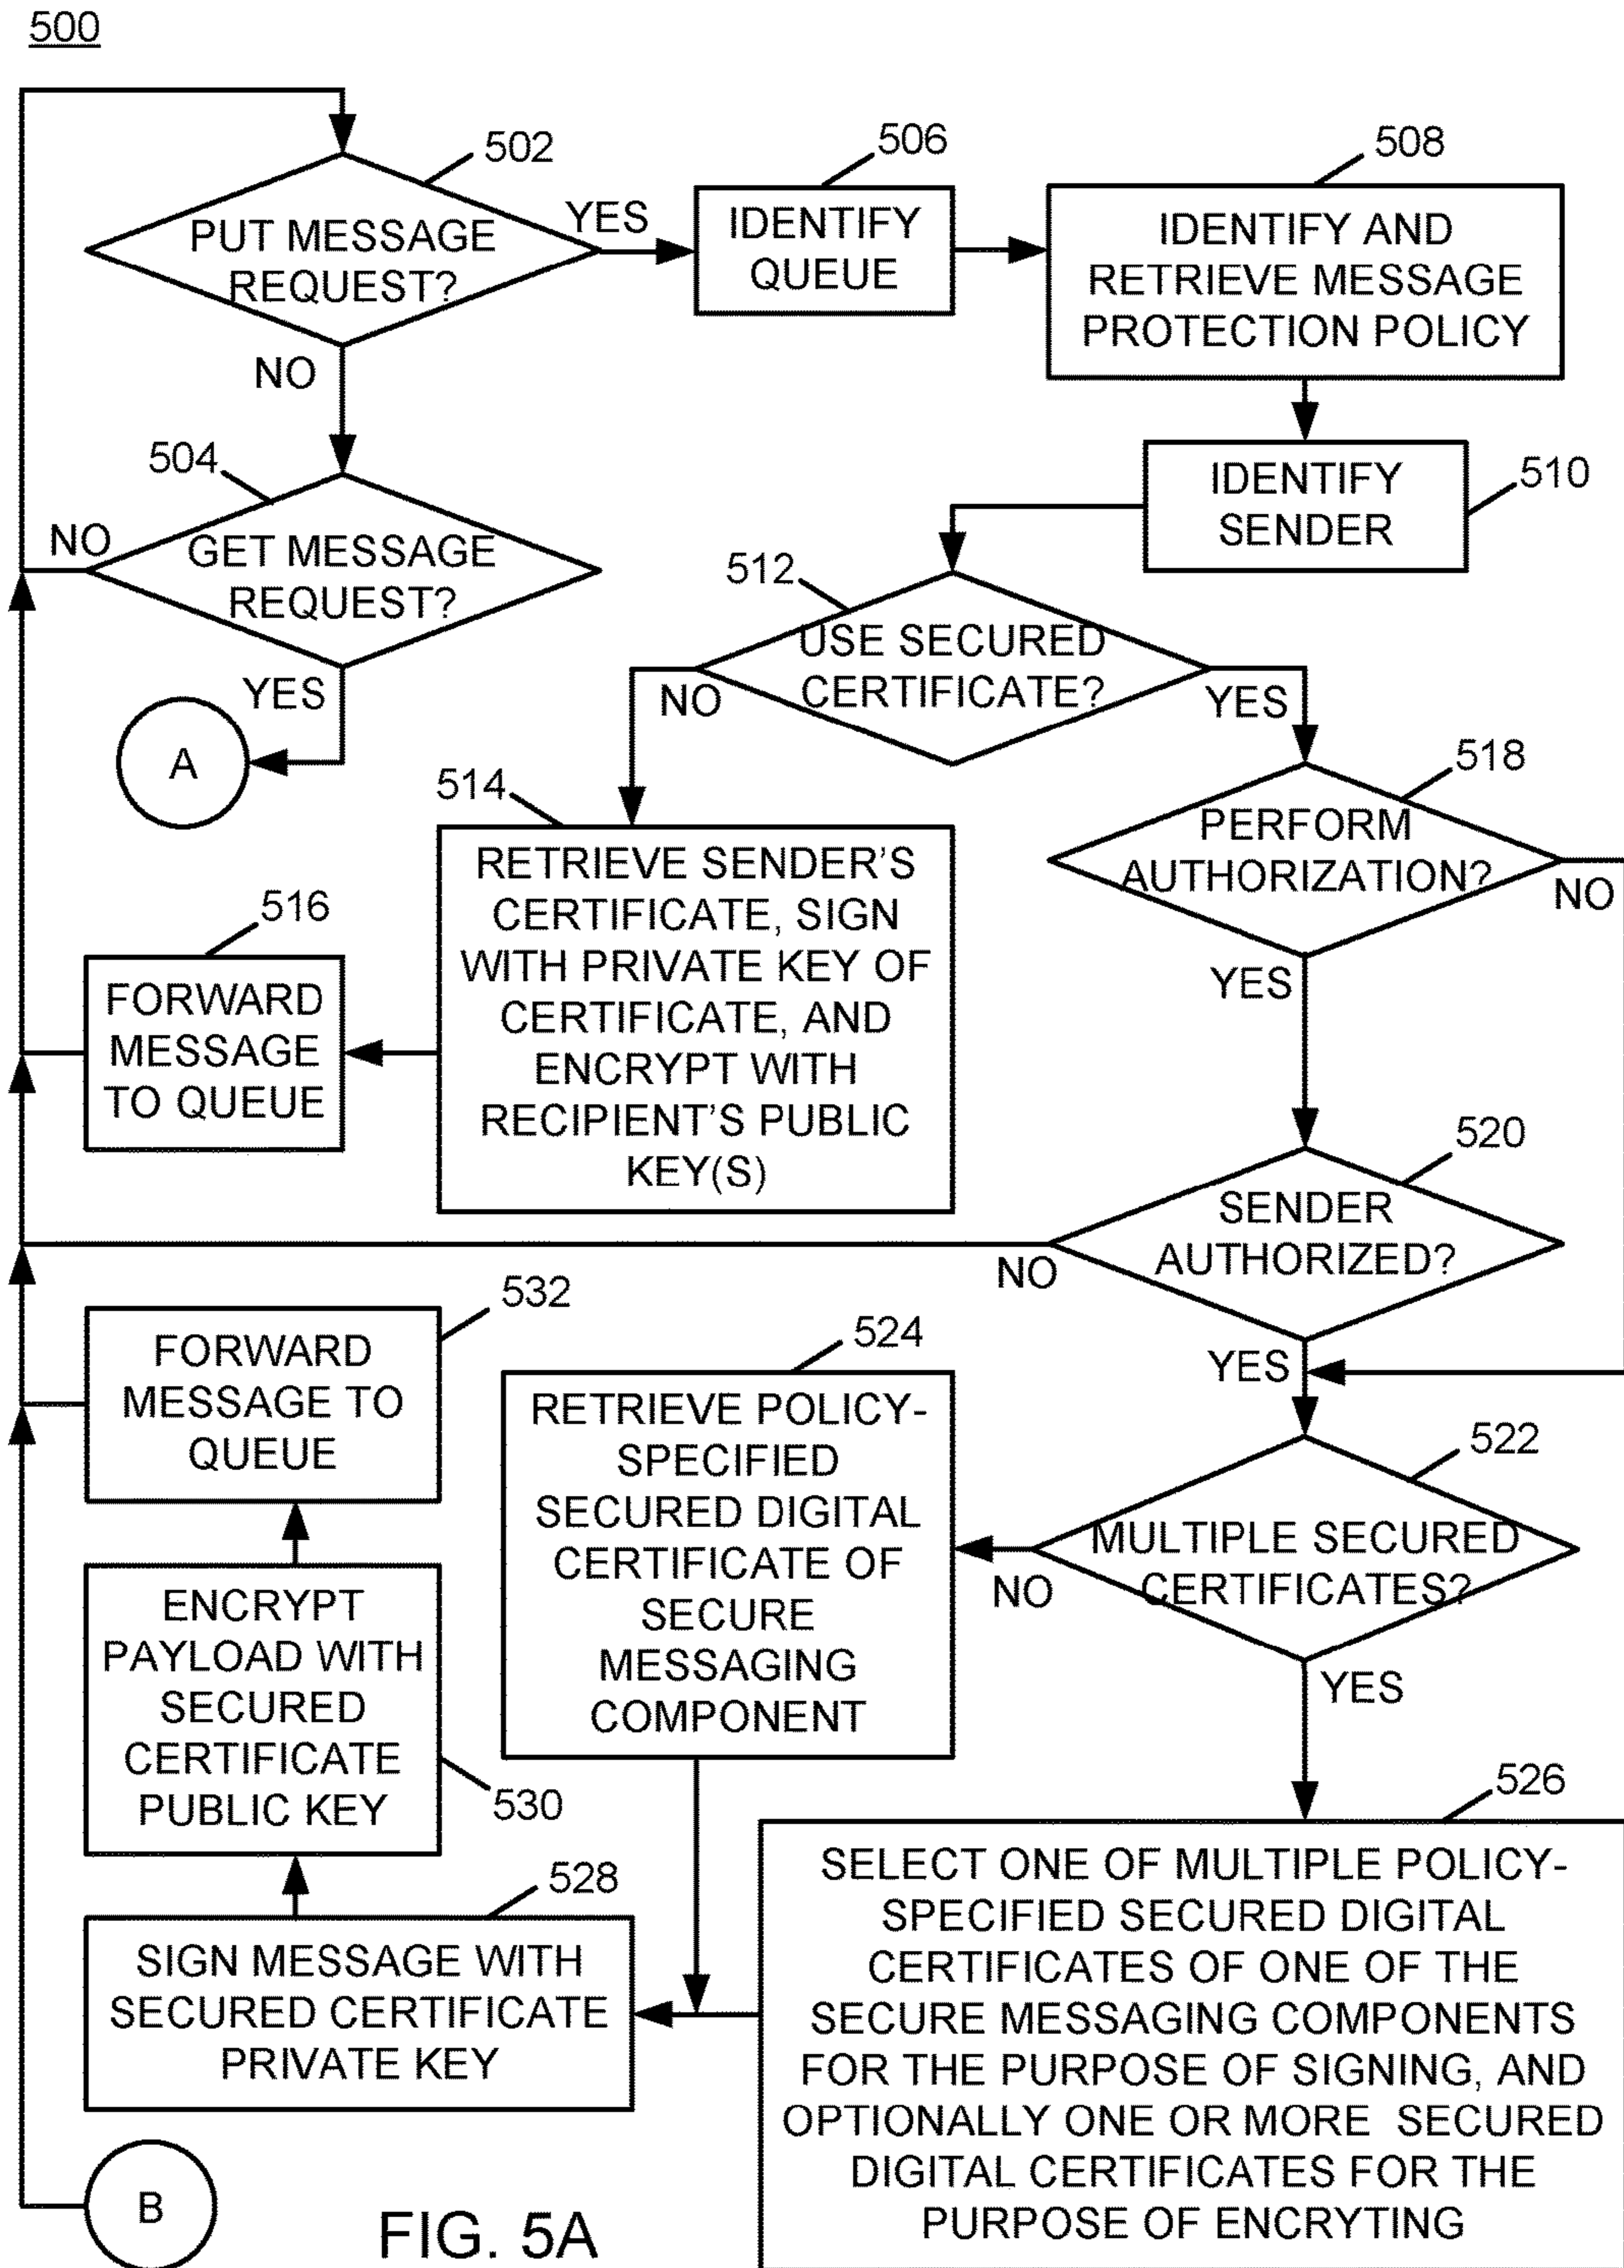 500
502
PUT MESSAGE
REQUEST?
YES
NO
506
IDENTIFY
QUEUE
508
IDENTIFY AND
RETRIEVE MESSAGE
PROTECTION POLICY
504
GET MESSAGE
REQUEST?
NO
YES
A
510
IDENTIFY
SENDER
512
USE SECURED
CERTIFICATE?
NO
YES
514
RETRIEVE SENDER'S
CERTIFICATE, SIGN
WITH PRIVATE KEY OF
CERTIFICATE, AND
ENCRYPT WITH
RECIPIENT'S PUBLIC
KEY(S)
516
FORWARD
MESSAGE
TO QUEUE
518
PERFORM
AUTHORIZATION?
NO
YES
520
SENDER
AUTHORIZED?
NO
YES
522
MULTIPLE SECURED
CERTIFICATES?
NO
YES
524
RETRIEVE POLICY-
SPECIFIED
SECURED DIGITAL
CERTIFICATE OF
SECURE
MESSAGING
COMPONENT
526
SELECT ONE OF MULTIPLE POLICY-
SPECIFIED SECURED DIGITAL
CERTIFICATES OF ONE OF THE
SECURE MESSAGING COMPONENTS
FOR THE PURPOSE OF SIGNING, AND
OPTIONALLY ONE OR MORE SECURED
DIGITAL CERTIFICATES FOR THE
PURPOSE OF ENCRYTING
528
SIGN MESSAGE WITH
SECURED CERTIFICATE
PRIVATE KEY
530
ENCRYPT
PAYLOAD WITH
SECURED
CERTIFICATE
PUBLIC KEY
532
FORWARD
MESSAGE TO
QUEUE
B
FIG. 5A